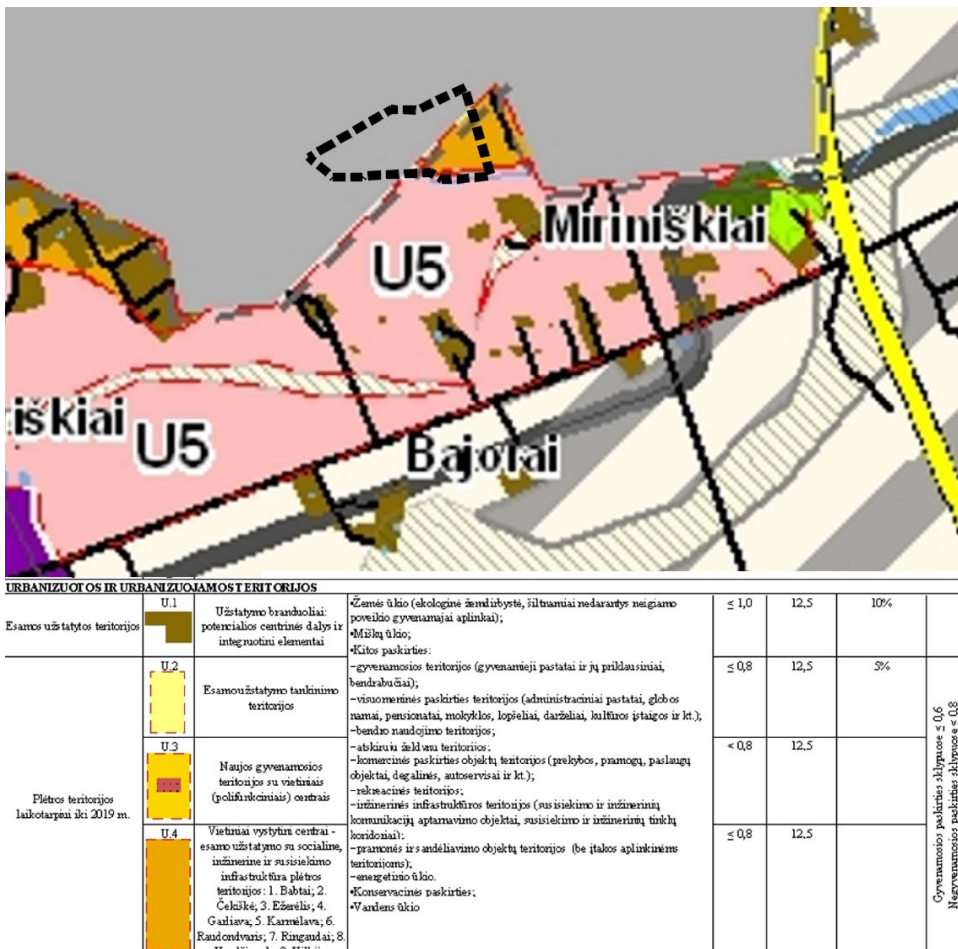 Miriniškiai
U5
iškiai
U5
Bajorai
URBANIZUOTOS IR URBANIZUOJAMOS TERITORIJOS
Esamos užstatytos teritorijos
U.1
Užstatymo branduoliai:
potencialios centrinės dalys ir
integruotini elementai
•Žemės ūkio (ekologinė žemdirbystė, šiltnamiai nedarantys neigiamo
poveikio gyvenamajai aplinkai);
•Miškų ūkio;
•Kitos paskirties:
≤ 1,0
12,5
10%
Plėtros teritorijos
laikotarpiui iki 2019 m.
U.2
Esamo užstatymo tankinimo
teritorijos
–gyvenamosios teritorijos (gyvenamieji pastatai ir jų priklausiniai,
bendrabučiai);
–visuomeninės paskirties teritorijos (administraciniai pastatai, globos
namai, pensionatai, mokyklos, lopšeliai, darželiai, kultūros įstaigos ir kt.);
–bendro naudojimo teritorijos;
≤ 0,8
12,5
5%
U.3
Naujos gyvenamosios
teritorijos su vietiniais
(polifunkciniais) centrais
–atskirųjų želdynų teritorijos;
–komercinės paskirties objektų teritorijos (prekybos, pramogų, paslaugų
objektai, degalinės, autoservisai ir kt.);
–rekreacinės teritorijos;
–inžinerinės infrastruktūros teritorijos (susisiekimo ir inžinerinių
komunikacijų aptarnavimo objektai, susisiekimo ir inžinerinių tinklų
koridoriai);
< 0,8
12,5
U.4
Vietiniai vystytini centrai -
esamo užstatymo su socialine,
inžinerine ir susisiekimo
infrastruktūra plėtros
teritorijos: 1. Babtai; 2.
Čekiškė; 3. Ežerėlis; 4.
Garliava; 5. Karmėlava; 6.
Raudondvaris; 7. Ringaudai; 8.
–pramonės ir sandėliavimo objektų teritorijos (be įtakos aplinkinėms
teritorijoms);
–energetinio ūkio.
•Konservacinės paskirties;
•Vandens ūkio
≤ 0,8
12,5
Gyvenamosios paskirties sklypuose ≤ 0,6
Negyvenamosios paskirties sklypuose < 0,8